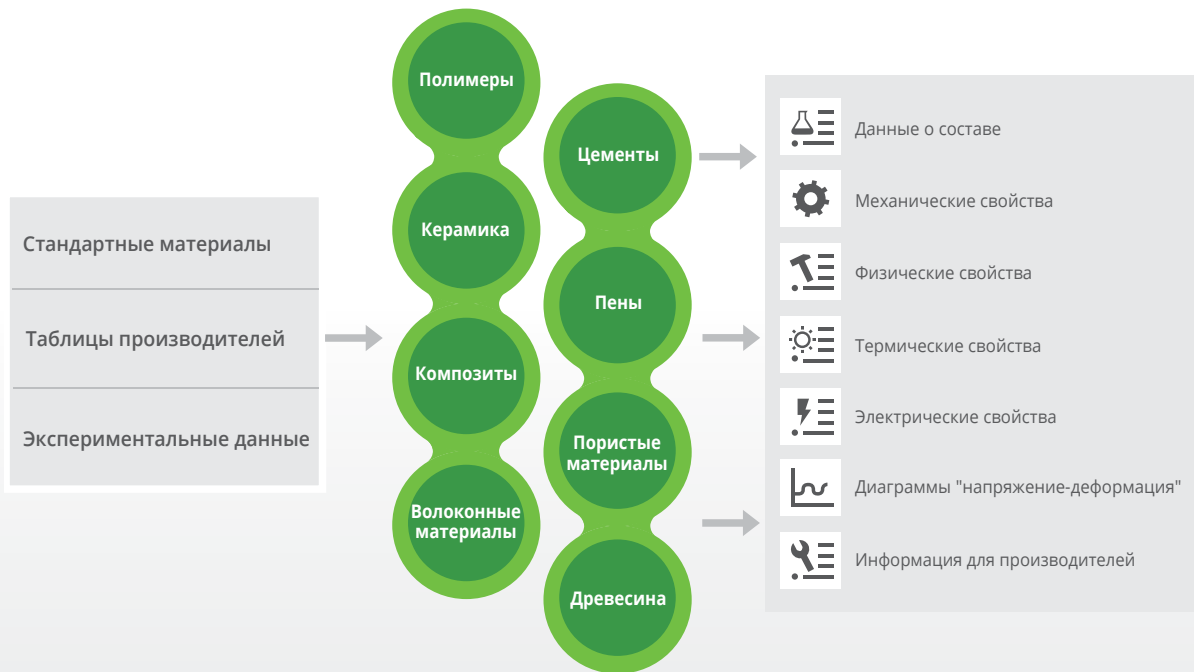 Стандартные материалы
Таблицы производителей
Экспериментальные данные
Полимеры
Керамика
Композиты
Волоконные
материалы
Цементы
Пены
Пористые
материалы
Древесина
Данные о составе
Механические свойства
Физические свойства
Термические свойства
Электрические свойства
Диаграммы "напряжение-деформация"
Информация для производителей